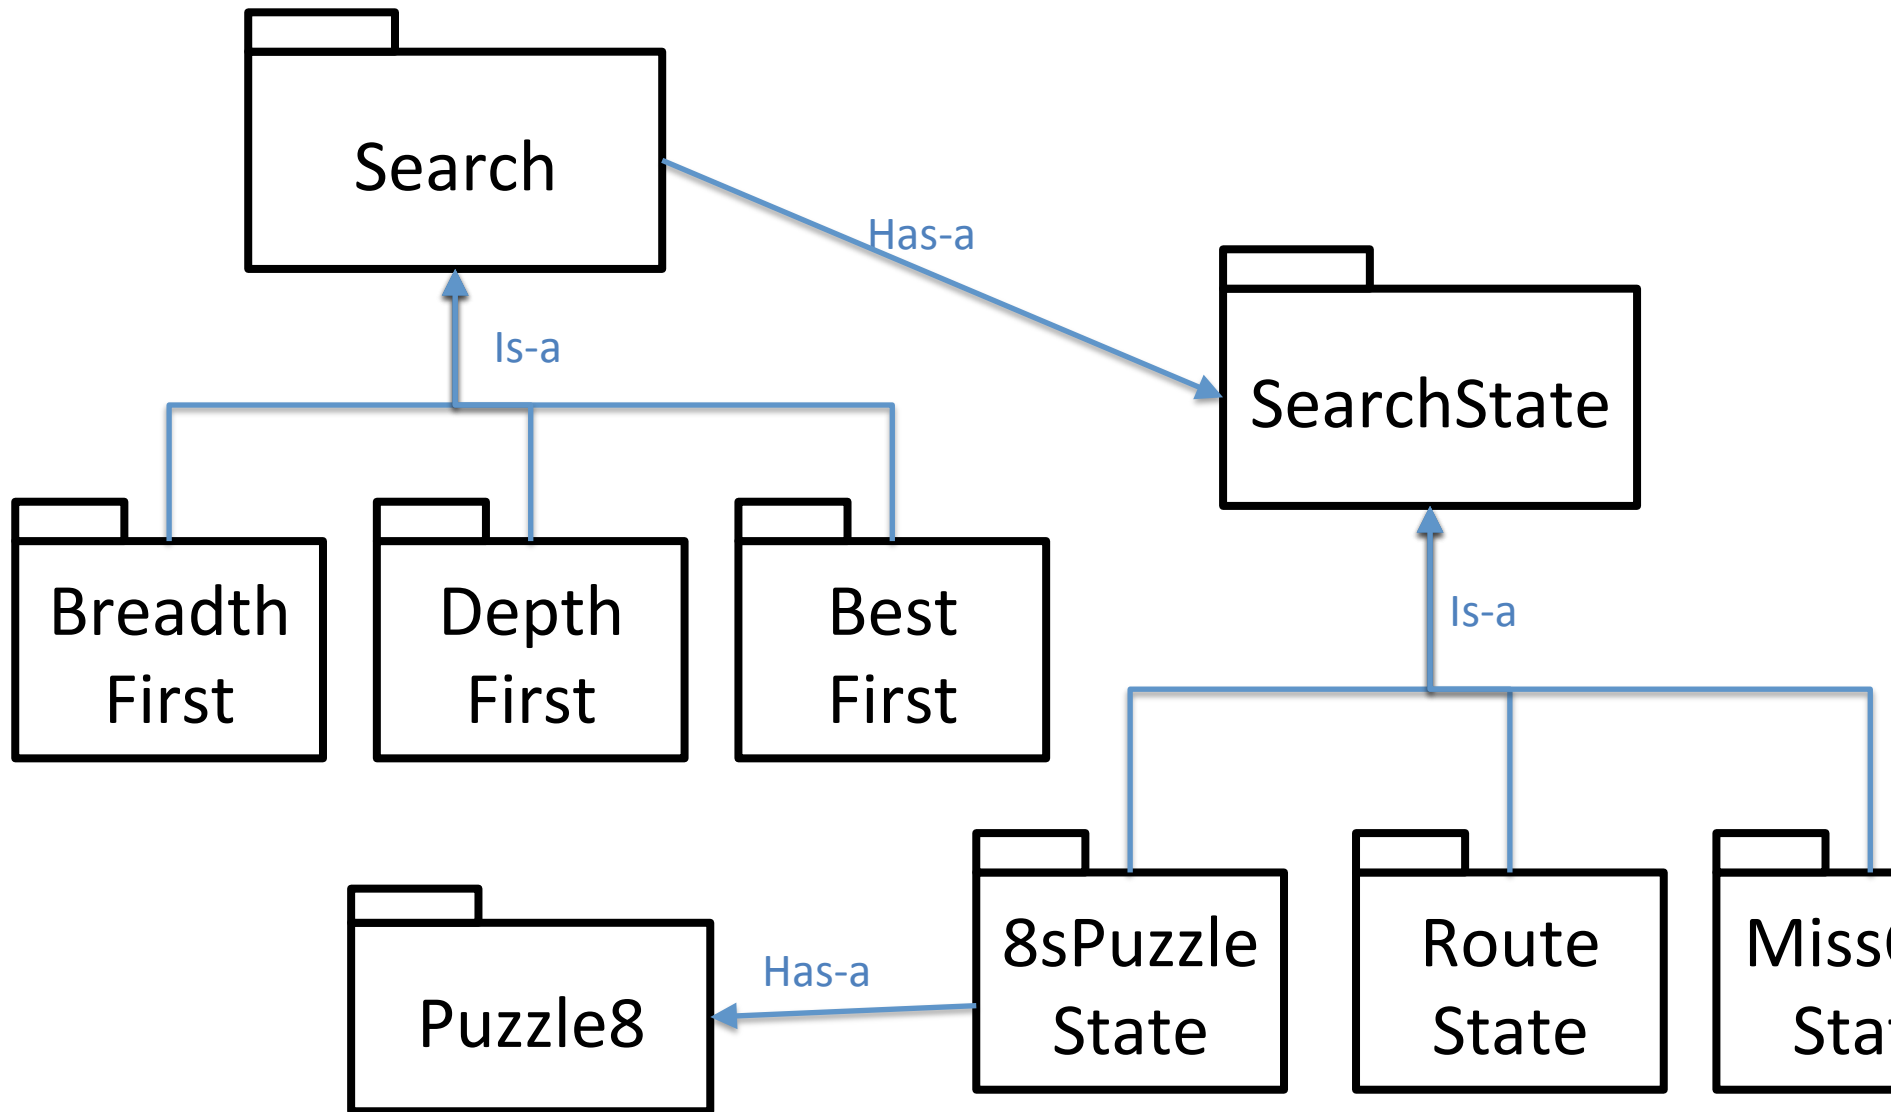 Search
Has-a
Is-a
SearchState
Breadth
First
Depth
First
Best
First
Is-a
8sPuzzle
State
Route
State
Has-a
Puzzle8